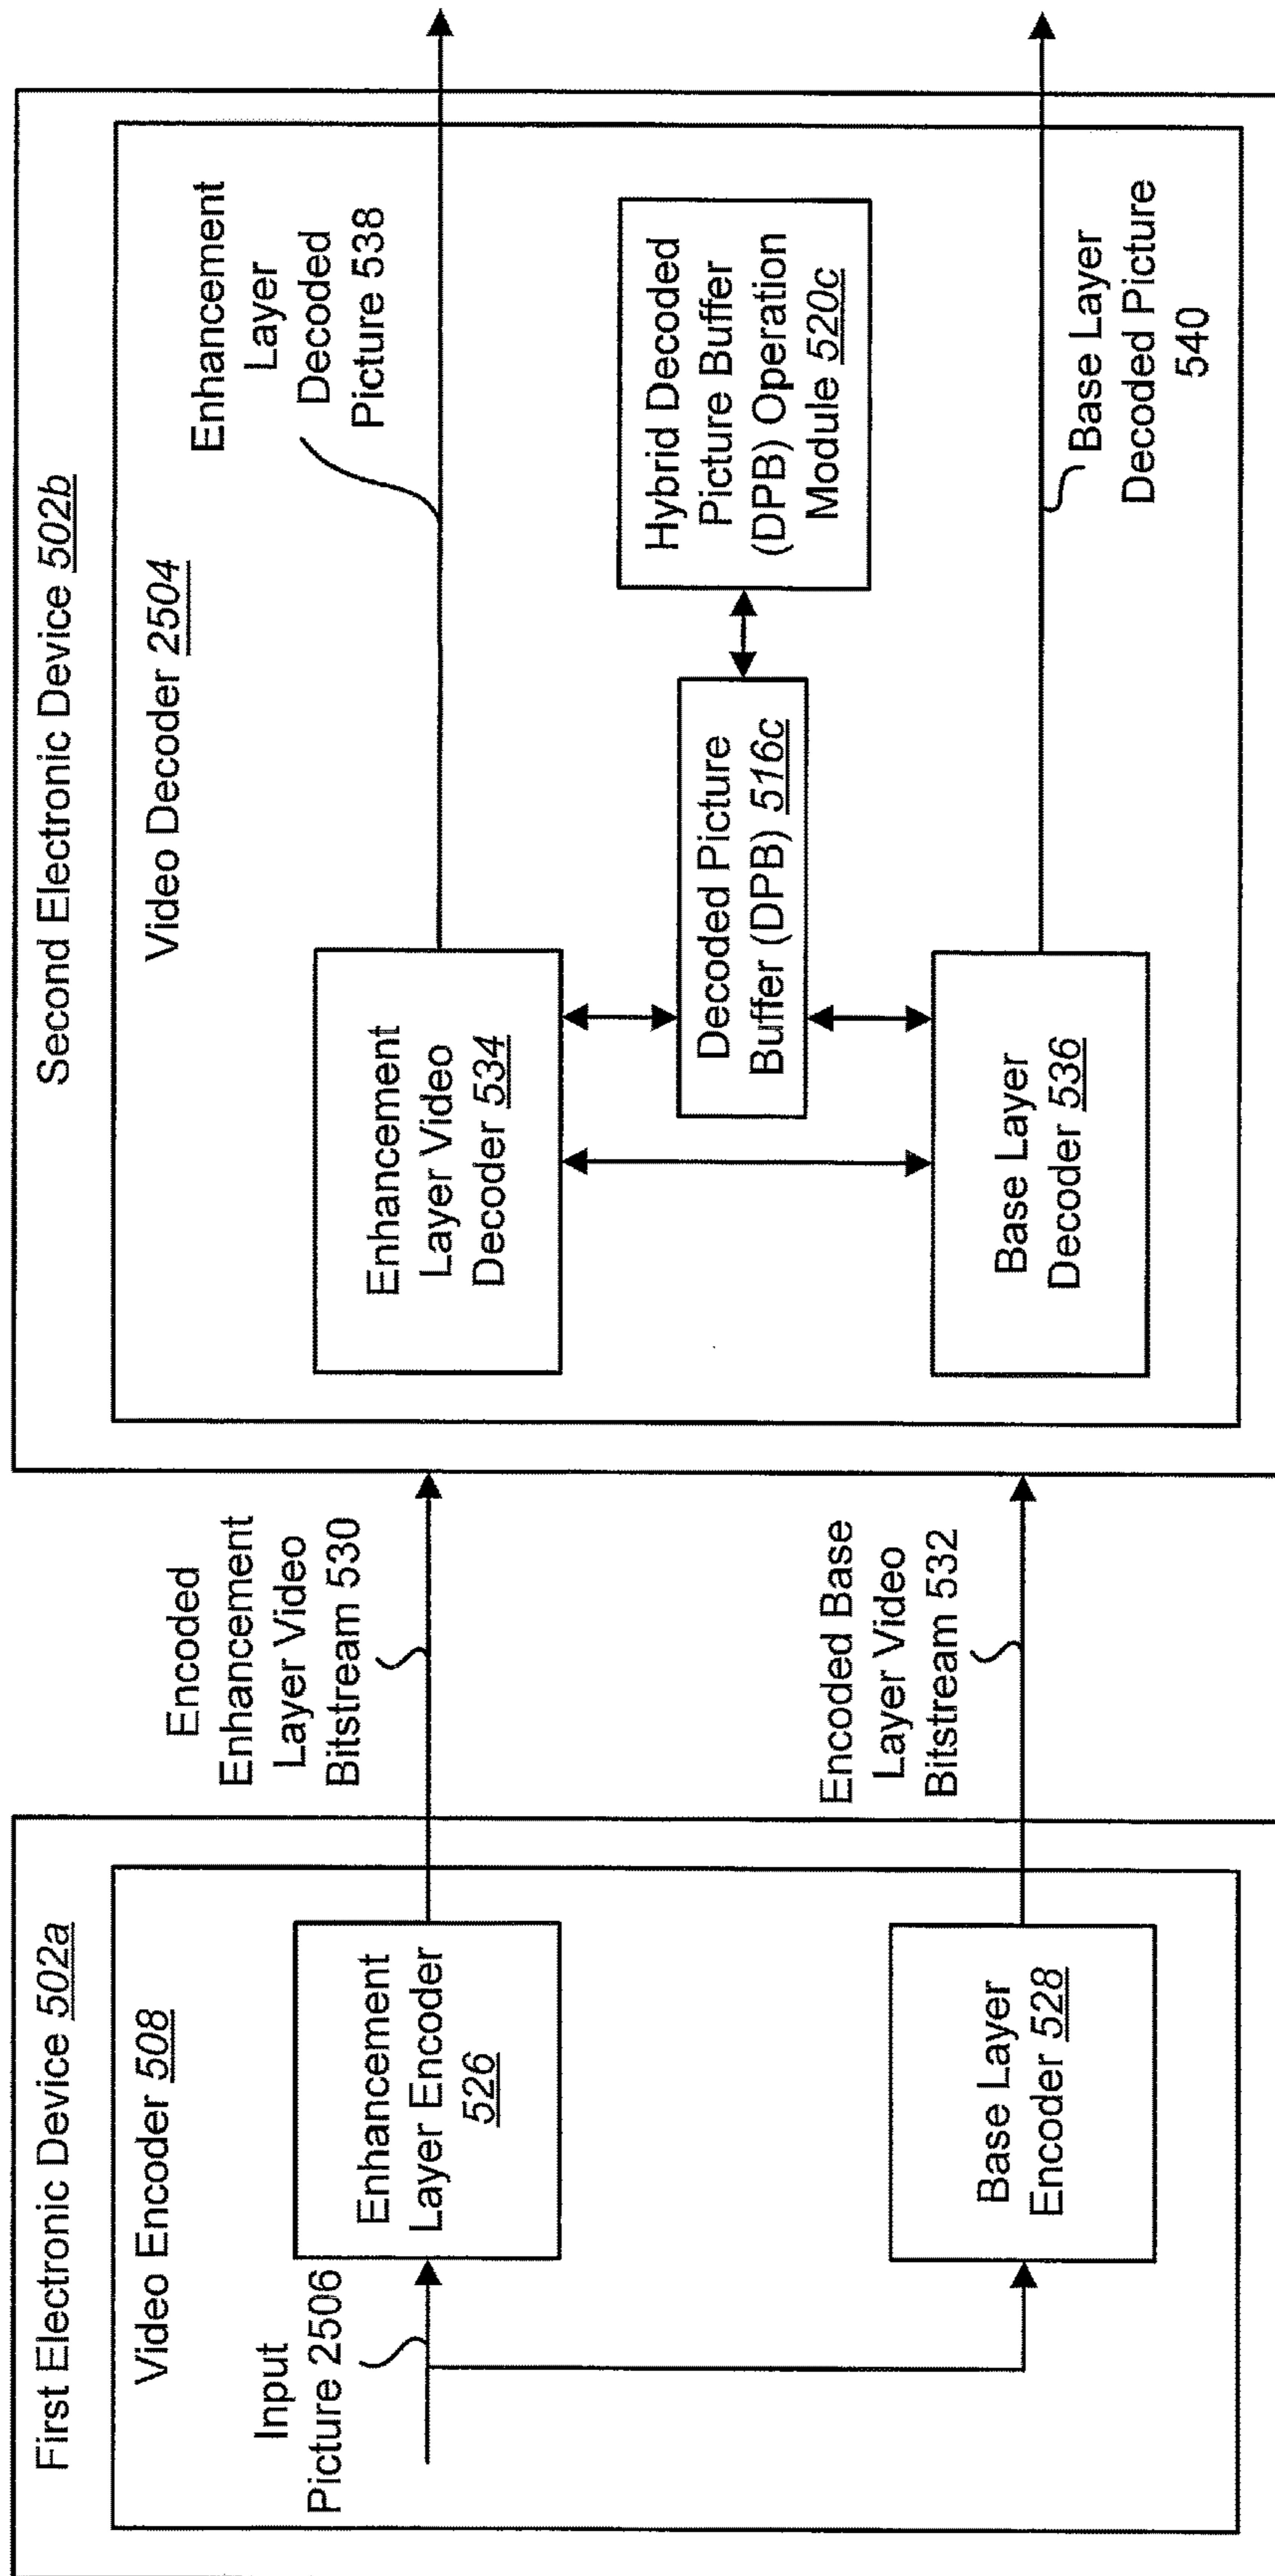 First Electronic Device 502a
Video Encoder 508
Input
Picture 2506
Enhancement
Layer Encoder
526
Base Layer
Encoder 528
Encoded
Enhancement
Layer Video
Bitstream 530
Encoded Base
Layer Video
Bitstream 532
Second Electronic Device 502b
Video Decoder 2504
Enhancement
Layer Video
Decoder 534
Base Layer
Decoder 536
Decoded Picture
Buffer (DPB) 516c
Hybrid Decoded
Picture Buffer
(DPB) Operation
Module 520c
Enhancement
Layer
Decoded
Picture 538
Base Layer
Decoded Picture
540